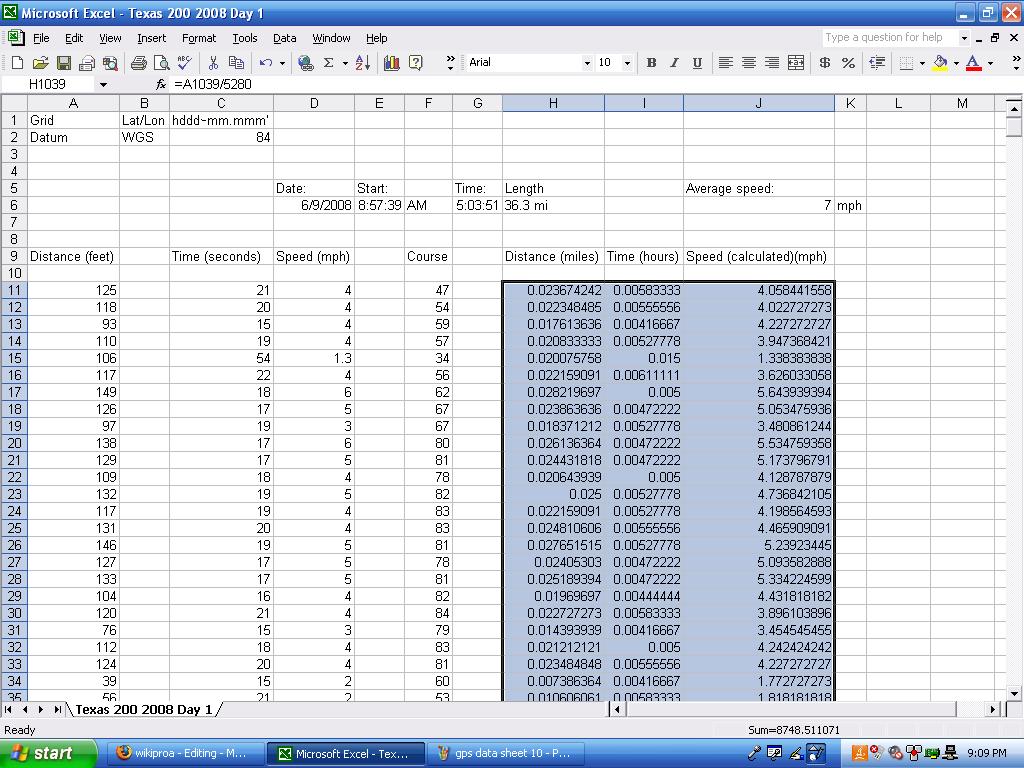 Microsoft Excel - Texas 200 2008 Day 1
File Edit View Insert Format Tools Data Window Help Type a question for help
Arial 10 B I U $ %
H1039 fx =A1039/5280
A B C D E F G H I J K L M
1 Grid Lat/Lon hddd~mm.mmm'
2 Datum WGS 84
3
4
5 Date: Start: Time: Length Average speed:
6 6/9/2008 8:57:39 AM 5:03:51 36.3 mi 7 mph
7
8
9 Distance (feet) Time (seconds) Speed (mph) Course Distance (miles) Time (hours) Speed (calculated)(mph)
10
11 125 21 4 47 0.023674242 0.00583333 4.058441558
12 118 20 4 54 0.022348485 0.00555556 4.022727273
13 93 15 4 59 0.017613636 0.00416667 4.227272727
14 110 19 4 57 0.020833333 0.00527778 3.947368421
15 106 54 1.3 34 0.020075758 0.015 1.338383838
16 117 22 4 56 0.022159091 0.00611111 3.626033058
17 149 18 6 62 0.028219697 0.005 5.643939394
18 126 17 5 67 0.023863636 0.00472222 5.053475936
19 97 19 3 67 0.018371212 0.00527778 3.480861244
20 138 17 6 80 0.026136364 0.00472222 5.534759358
21 129 17 5 81 0.024431818 0.00472222 5.173796791
22 109 18 4 78 0.020643939 0.005 4.128787879
23 132 19 5 82 0.025 0.00527778 4.736842105
24 117 19 4 83 0.022159091 0.00527778 4.198564593
25 131 20 4 83 0.024810606 0.00555556 4.465909091
26 146 19 5 81 0.027651515 0.00527778 5.23923445
27 127 17 5 78 0.02405303 0.00472222 5.093582888
28 133 17 5 81 0.025189394 0.00472222 5.334224599
29 104 16 4 82 0.01969697 0.00444444 4.431818182
30 120 21 4 84 0.022727273 0.00583333 3.896103896
31 76 15 3 79 0.014393939 0.00416667 3.454545455
32 112 18 4 83 0.021212121 0.005 4.242424242
33 124 20 4 81 0.023484848 0.00555556 4.227272727
34 39 15 2 60 0.007386364 0.00416667 1.772727273
35 56 21 2 53 0.010606061 0.00583333 1.818181818
Texas 200 2008 Day 1
Ready Sum=8748.511071
start wikiproa - Editing - M... Microsoft Excel - Tex... gps data sheet 10 - P... 9:09 PM